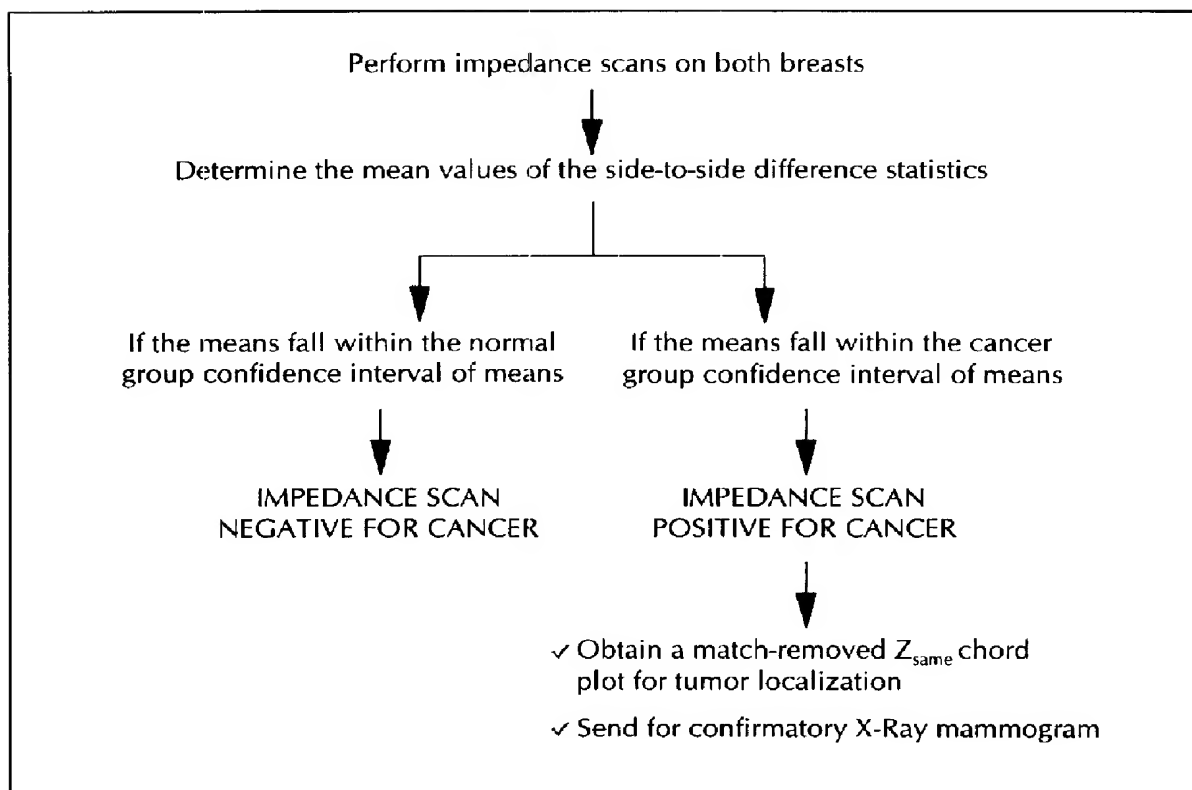 Perform impedance scans on both breasts
Determine the mean values of the side-to-side difference statistics
If the means fall within the normal
group confidence interval of means
IMPEDANCE SCAN
NEGATIVE FOR CANCER
If the means fall within the cancer
group confidence interval of means
IMPEDANCE SCAN
POSITIVE FOR CANCER
✓ Obtain a match-removed Zsame chord
plot for tumor localization
✓ Send for confirmatory X-Ray mammogram